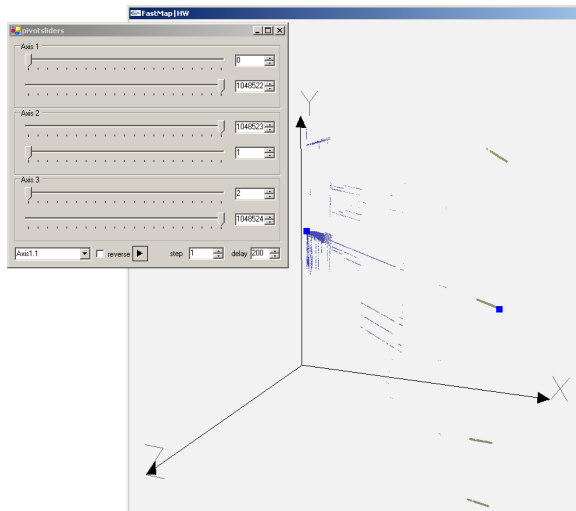 FastMap|HW
pivotsliders
Axis 1
0
1048522
Axis 2
1048523
1
Axis 3
2
1048524
Axis1.1 reverse step 1 delay 200
Y
X
Z